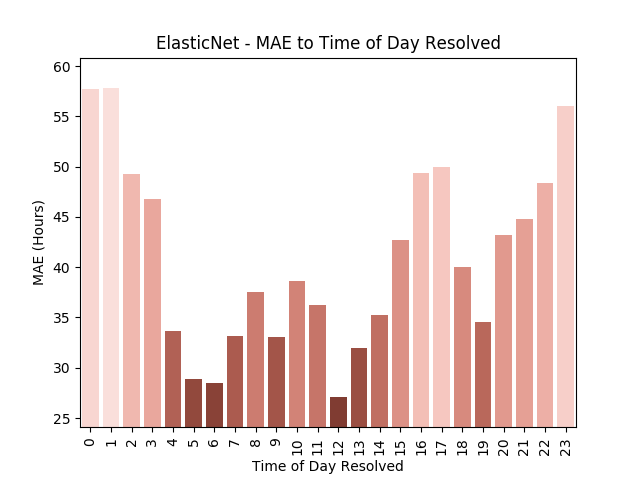 ElasticNet - MAE to Time of Day Resolved
60
55
50
45
40
35
30
25
MAE (Hours)
0 1 2 3 4 5 6 7 8 9 10 11 12 13 14 15 16 17 18 19 20 21 22 23
Time of Day Resolved